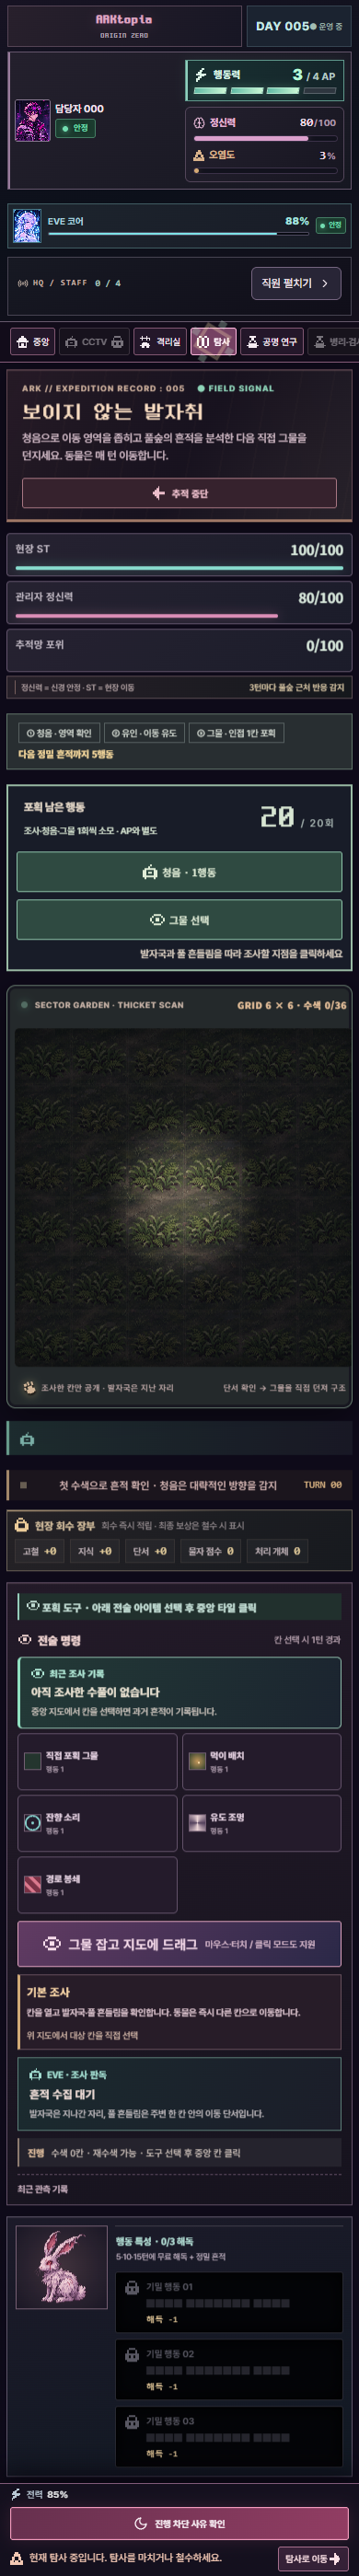 ARKtopia
ORIGIN ZERO
DAY 005 운영 중
담당자 000
안정
행동력 3 / 4 AP
정신력 80/100
오염도 3%
EVE 코어 88% 안정
HQ / STAFF 0 / 4
직원 펼치기
중앙 CCTV 격리실 탐사 공명 연구 병리·검사
ARK // EXPEDITION RECORD : 005 FIELD SIGNAL
보이지 않는 발자취
청음으로 이동 영역을 좁히고 풀숲의 흔적을 분석한 다음 직접 그물을
던지세요. 동물은 매 턴 이동합니다.
추적 중단
현장 ST 100/100
관리자 정신력 80/100
추적망 포위 0/100
정신력 = 신경 안정 · ST = 현장 이동 3턴마다 풀숲 근처 반응 감지
① 청음 · 영역 확인 ② 유인 · 이동 유도 ③ 그물 · 인접 1칸 포획
다음 정밀 흔적까지 5행동
포획 남은 행동
조사·청음·그물 1회씩 소모 · AP와 별도
20 / 20회
청음 · 1행동
그물 선택
발자국과 풀 흔들림을 따라 조사할 지점을 클릭하세요
SECTOR GARDEN · THICKET SCAN GRID 6 × 6 · 수색 0/36
조사한 칸만 공개 · 발자국은 지난 자리 단서 확인 → 그물을 직접 던져 구조
첫 수색으로 흔적 확인 · 청음은 대략적인 방향을 감지 TURN 00
현장 회수 장부 회수 즉시 적립 · 최종 보상은 철수 시 표시
고철 +0 지식 +0 단서 +0 물자 점수 0 처리 개체 0
포획 도구 · 아래 전술 아이템 선택 후 중앙 타일 클릭
전술 명령 칸 선택 시 1턴 경과
최근 조사 기록
아직 조사한 수풀이 없습니다
중앙 지도에서 칸을 선택하면 과거 흔적이 기록됩니다.
직접 포획 그물
행동 1
먹이 배치
행동 1
잔향 소리
행동 1
유도 조명
행동 1
경로 봉쇄
행동 1
그물 잡고 지도에 드래그 마우스·터치 / 클릭 모드도 지원
기본 조사
칸을 열고 발자국·풀 흔들림을 확인합니다. 동물은 즉시 다른 칸으로 이동합니다.
위 지도에서 대상 칸을 직접 선택
EVE · 조사 판독
흔적 수집 대기
발자국은 지나간 자리, 풀 흔들림은 주변 한 칸 안의 이동 단서입니다.
진행 수색 0칸 · 재수색 가능 · 도구 선택 후 중앙 칸 클릭
최근 관측 기록
행동 특성 · 0/3 해독
5·10·15턴에 무료 해독 + 정밀 흔적
기밀 행동 01
해독 -1
기밀 행동 02
해독 -1
기밀 행동 03
해독 -1
전력 85%
진행 차단 사유 확인
현재 탐사 중입니다. 탐사를 마치거나 철수하세요.
탐사로 이동